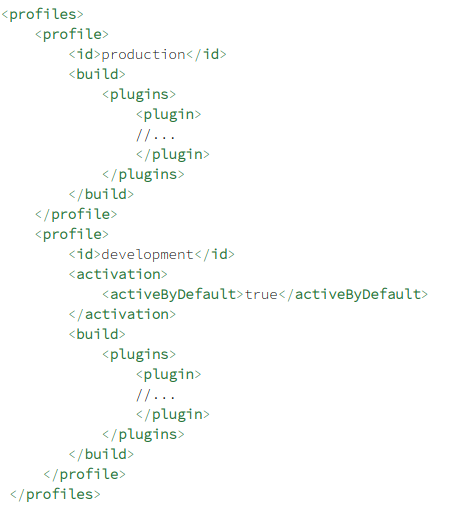 <profiles>
    <profile>
        <id>production</id>
        <build>
            <plugins>
                <plugin>
                //...
                </plugin>
            </plugins>
        </build>
    </profile>
    <profile>
        <id>development</id>
        <activation>
            <activeByDefault>true</activeByDefault>
        </activation>
        <build>
            <plugins>
                <plugin>
                //...
                </plugin>
            </plugins>
        </build>
     </profile>
 </profiles>